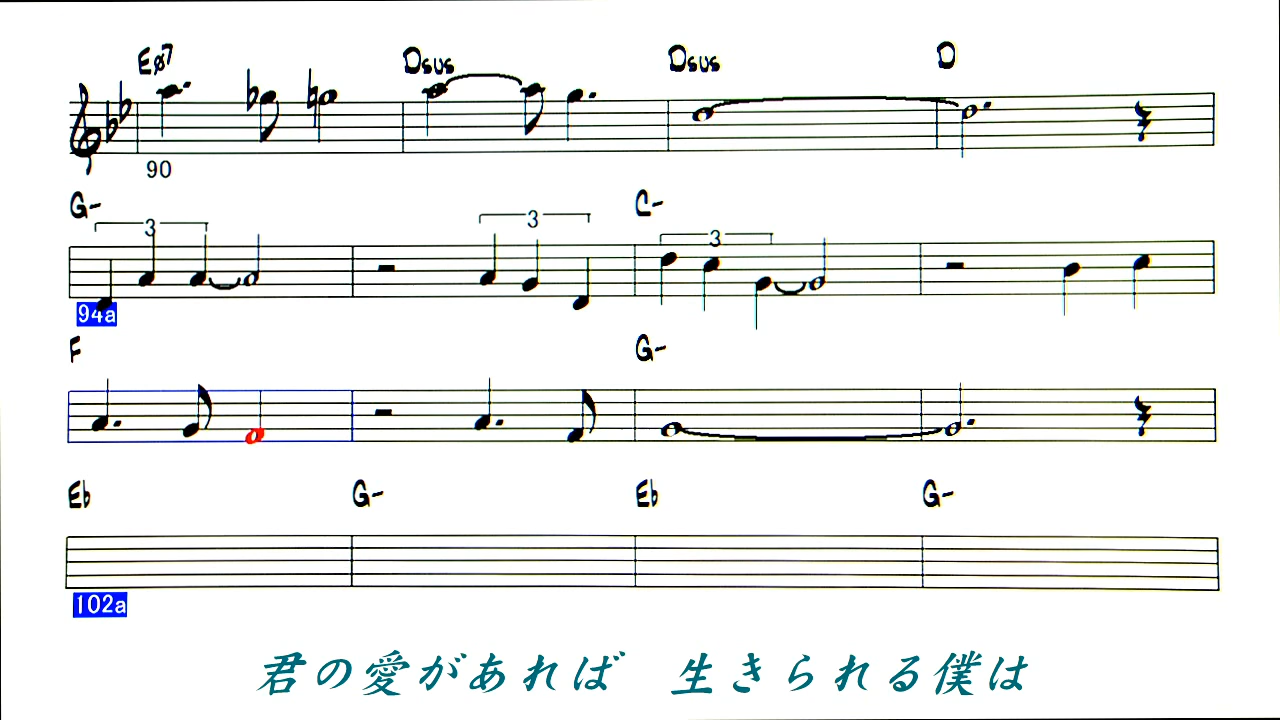 Eø7 Dsus Dsus D
90
G- C-
3 3 3
94a
F G-
Eb G- Eb G-
102a
君の愛があれば 生きられる僕は